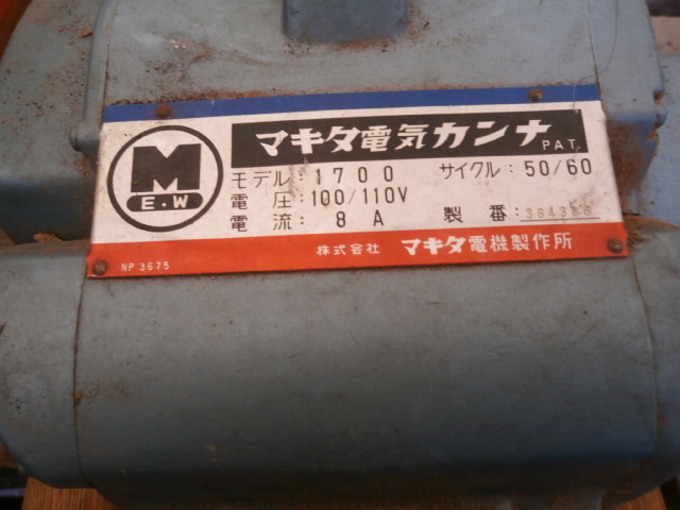 M
E.W
マキタ電気カンナ
PAT.
モデル: 1700 サイクル: 50/60
電圧: 100/110V
電流: 8 A 製番:
株式会社 マキタ電機製作所
NP 3675